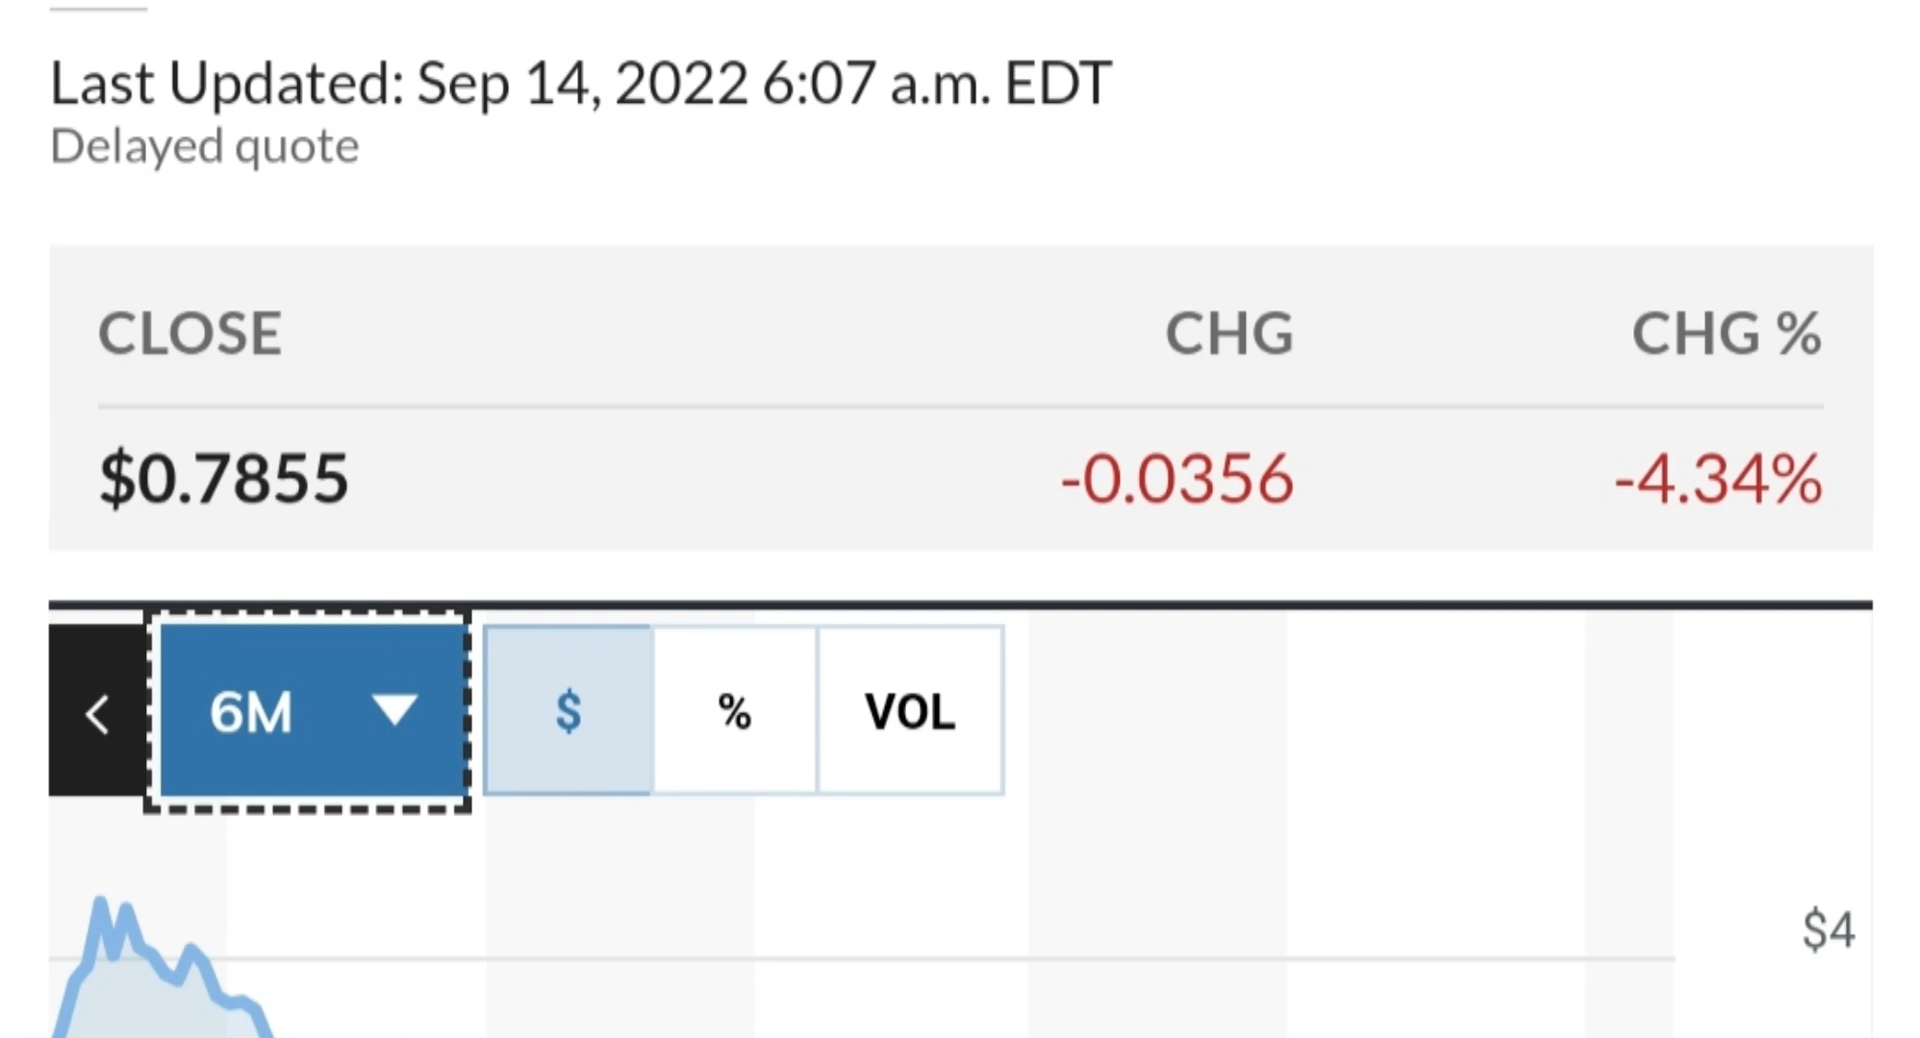 Last Updated: Sep 14, 2022 6:07 a.m. EDT
Delayed quote
CLOSE CHG CHG %
$0.7855 -0.0356 -4.34%
6M $ % VOL
$4